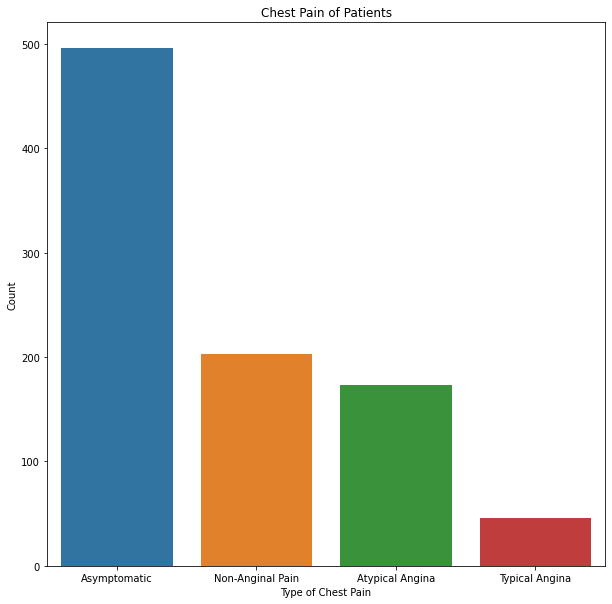 Chest Pain of Patients
500
400
300
200
100
0
Count
Asymptomatic Non-Anginal Pain Atypical Angina Typical Angina
Type of Chest Pain